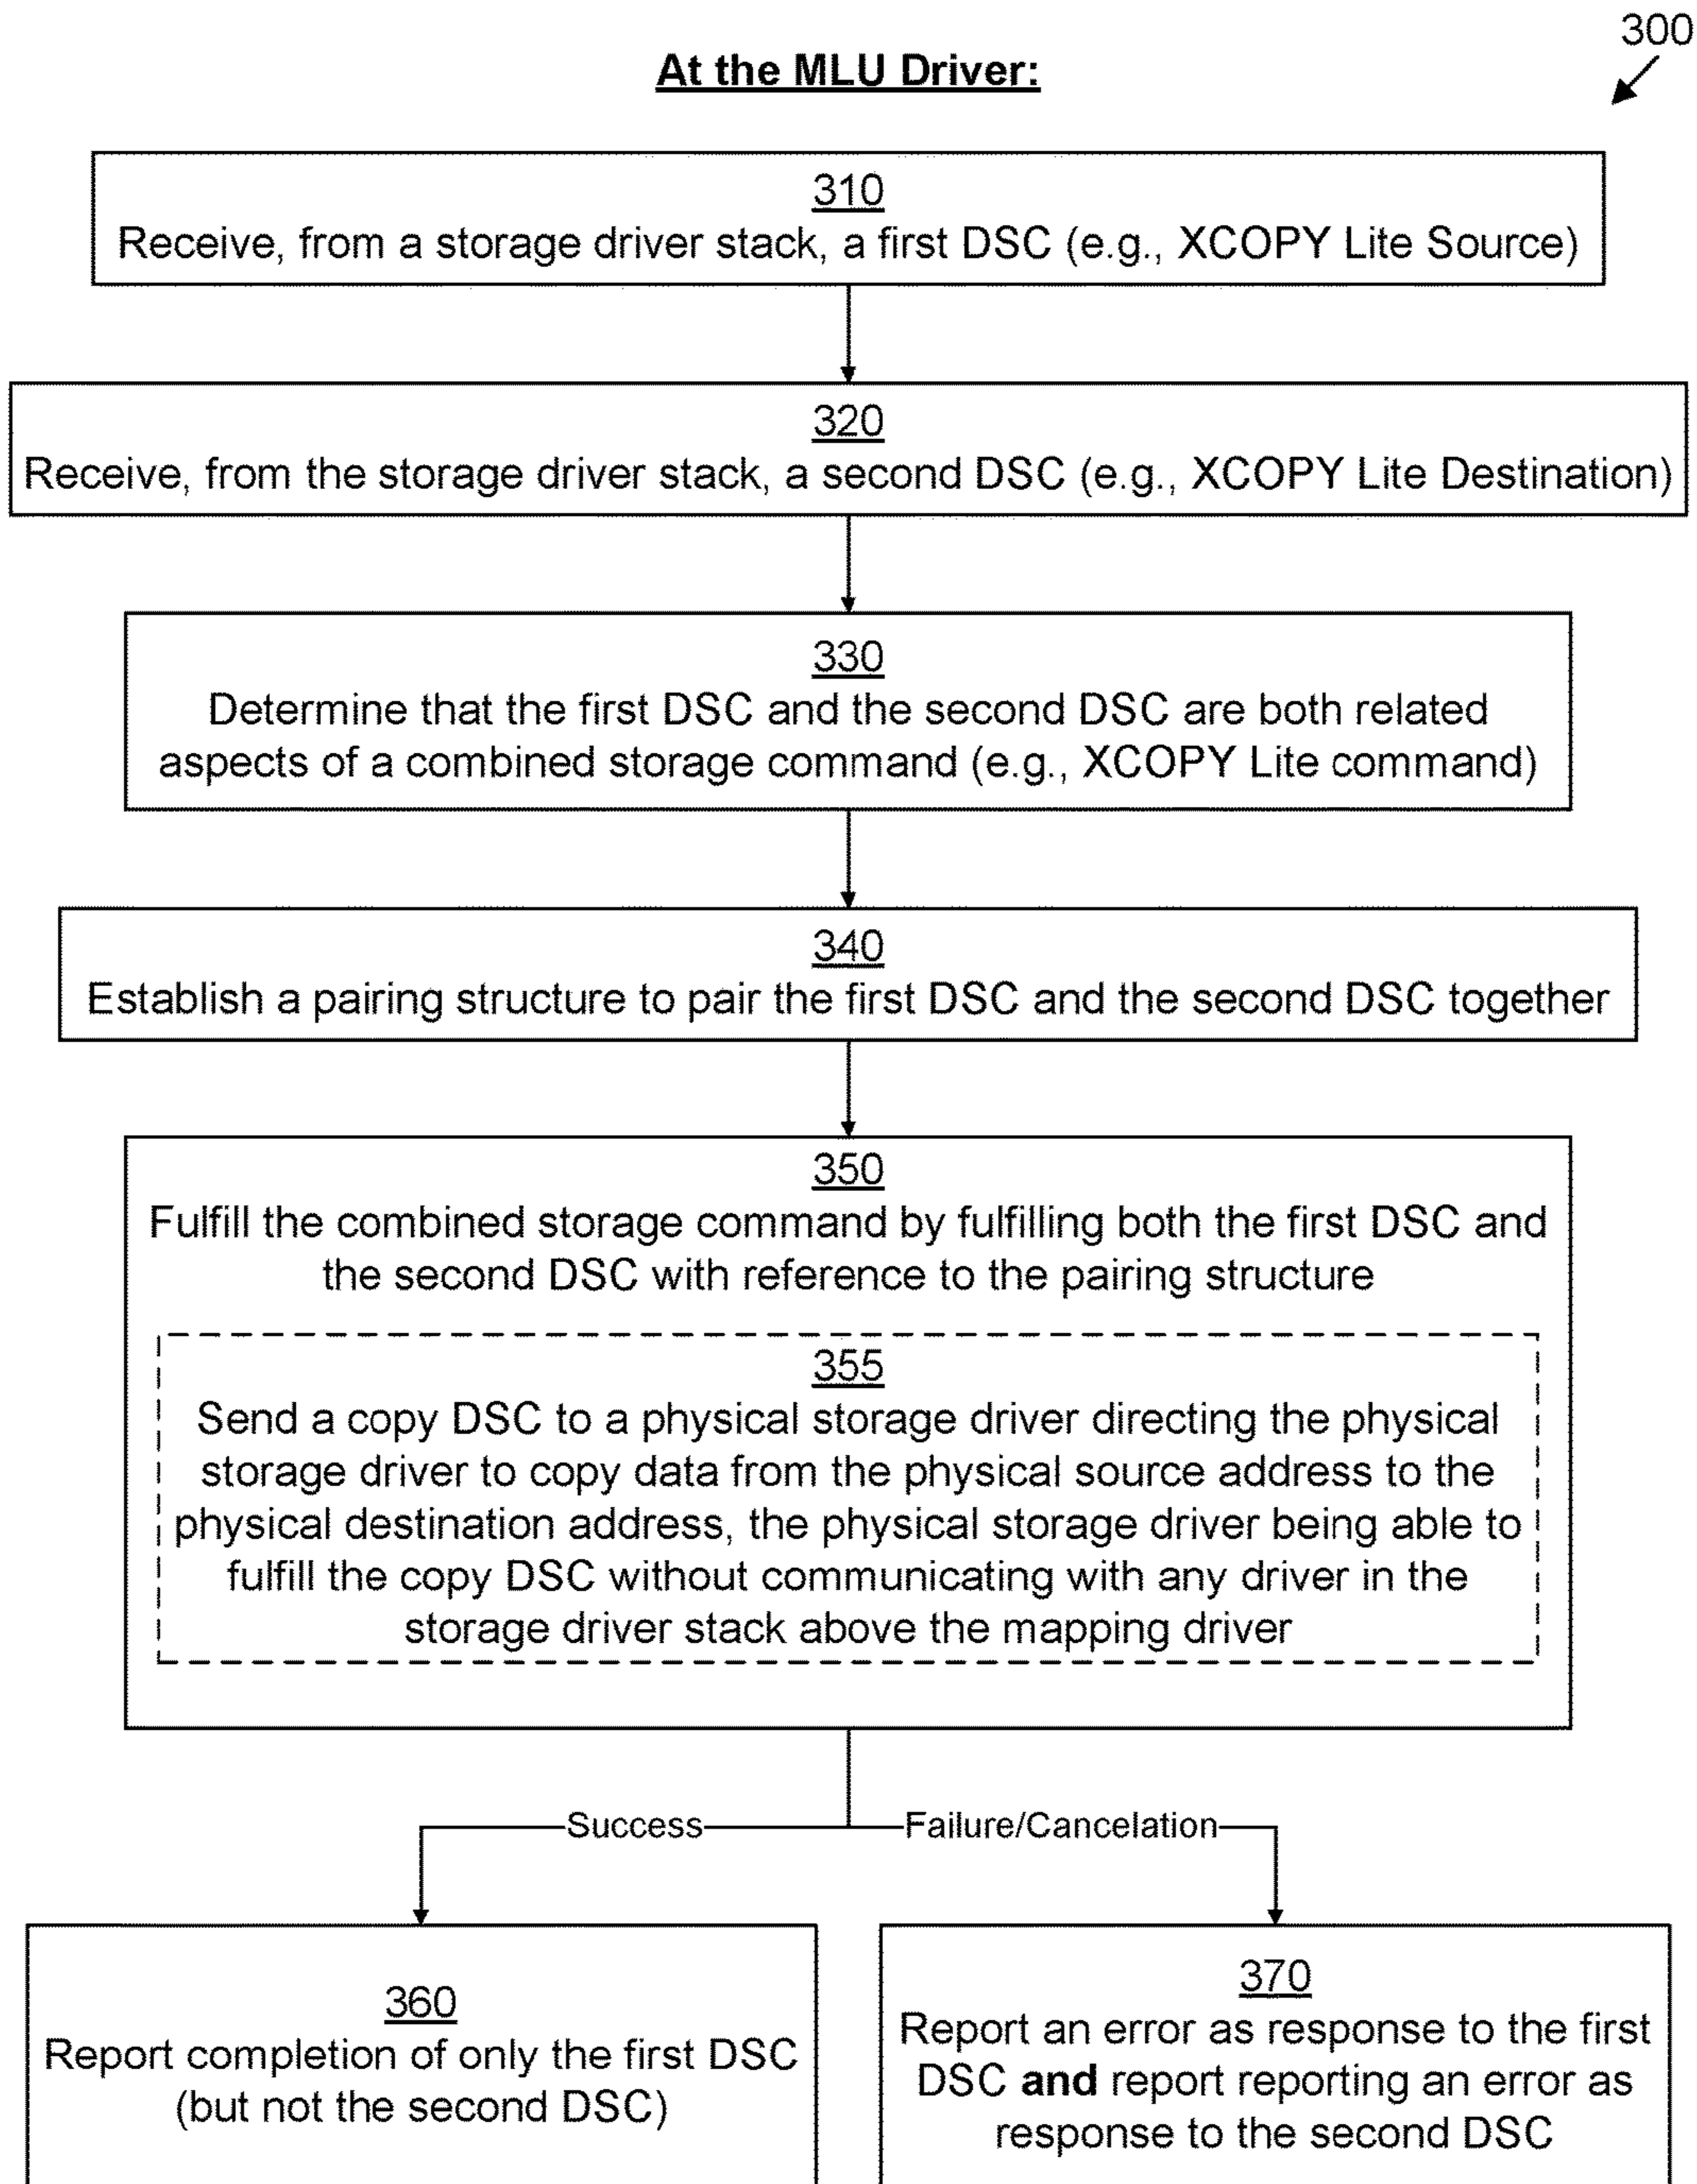 300
At the MLU Driver:
310
Receive, from a storage driver stack, a first DSC (e.g., XCOPY Lite Source)
320
Receive, from the storage driver stack, a second DSC (e.g., XCOPY Lite Destination)
330
Determine that the first DSC and the second DSC are both related
aspects of a combined storage command (e.g., XCOPY Lite command)
340
Establish a pairing structure to pair the first DSC and the second DSC together
350
Fulfill the combined storage command by fulfilling both the first DSC and
the second DSC with reference to the pairing structure
355
Send a copy DSC to a physical storage driver directing the physical
storage driver to copy data from the physical source address to the
physical destination address, the physical storage driver being able to
fulfill the copy DSC without communicating with any driver in the
storage driver stack above the mapping driver
Success
Failure/Cancelation
360
Report completion of only the first DSC
(but not the second DSC)
370
Report an error as response to the first
DSC and report reporting an error as
response to the second DSC